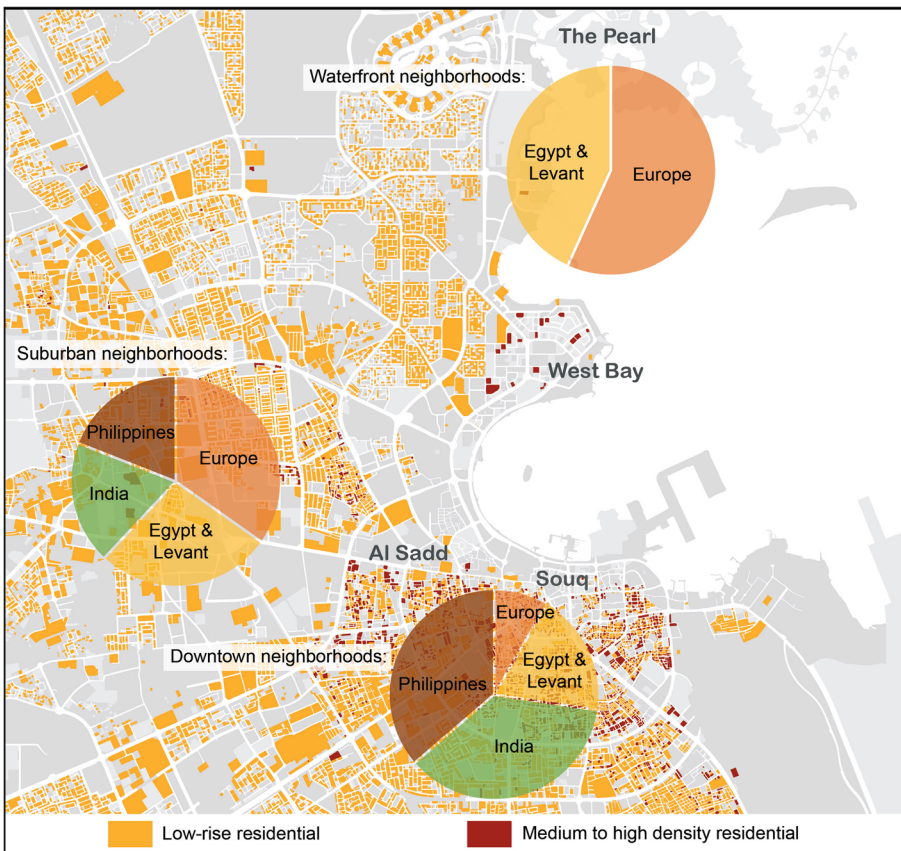 The Pearl
Waterfront neighborhoods:
Egypt &
Levant
Europe
West Bay
Suburban neighborhoods:
Philippines
Europe
India
Egypt &
Levant
Al Sadd
Souq
Downtown neighborhoods:
Europe
Egypt &
Levant
Philippines
India
Low-rise residential
Medium to high density residential